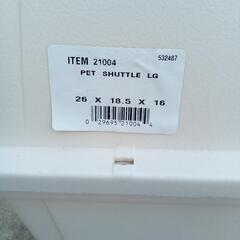 ITEM 21004
532487
PET SHUTTLE LG
26 X 18.5 X 16
0 29695 21004 4